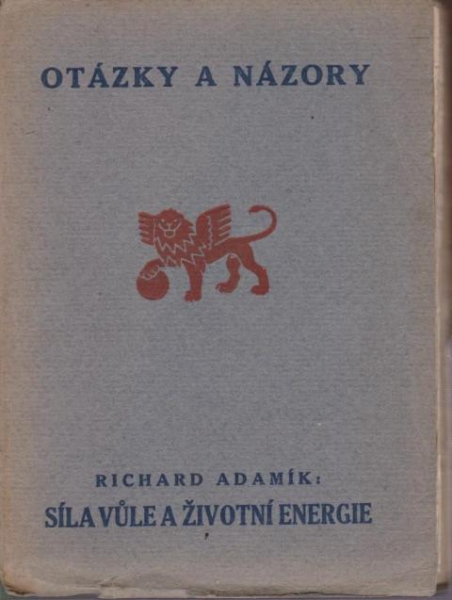 OTÁZKY A NÁZORY
RICHARD ADAMÍK:
SÍLA VŮLE A ŽIVOTNÍ ENERGIE